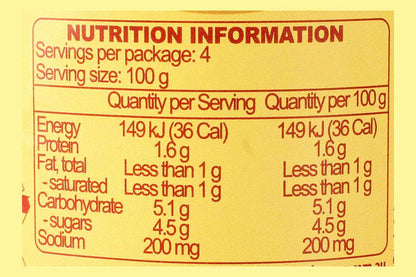 NUTRITION INFORMATION
Servings per package: 4
Serving size: 100 g
Quantity per Serving Quantity per 100 g
Energy 149 kJ (36 Cal) 149 kJ (36 Cal)
Protein 1.6 g 1.6 g
Fat, total Less than 1 g Less than 1 g
- saturated Less than 1 g Less than 1 g
Carbohydrate 5.1 g 5.1 g
- sugars 4.5 g 4.5 g
Sodium 200 mg 200 mg